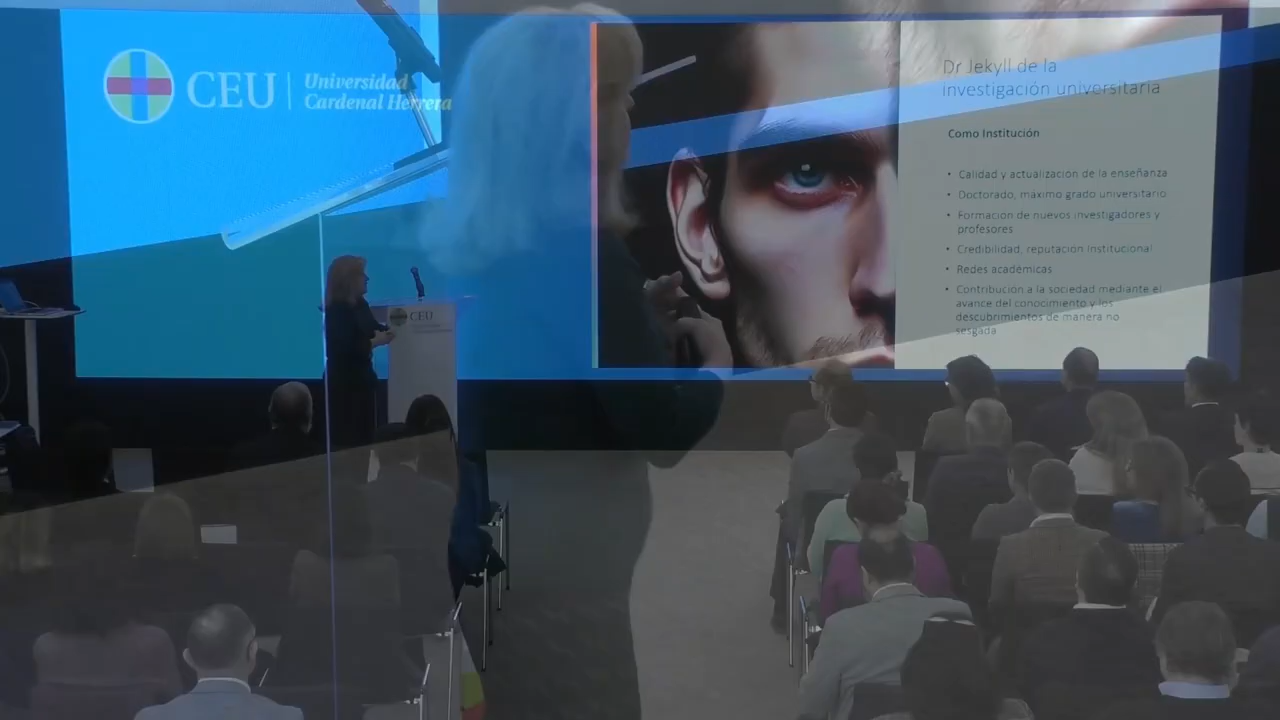 CEU
Universidad
Cardenal Herrera
CEU
Dr Jekyll de la
investigación universitaria
Como Institución
• Calidad y actualización de la enseñanza
• Doctorado, máximo grado universitario
• Formación de nuevos investigadores y
profesores
• Credibilidad, reputación Institucional
• Redes académicas
• Contribución a la sociedad mediante el
avance del conocimiento y los
descubrimientos de manera no
sesgada